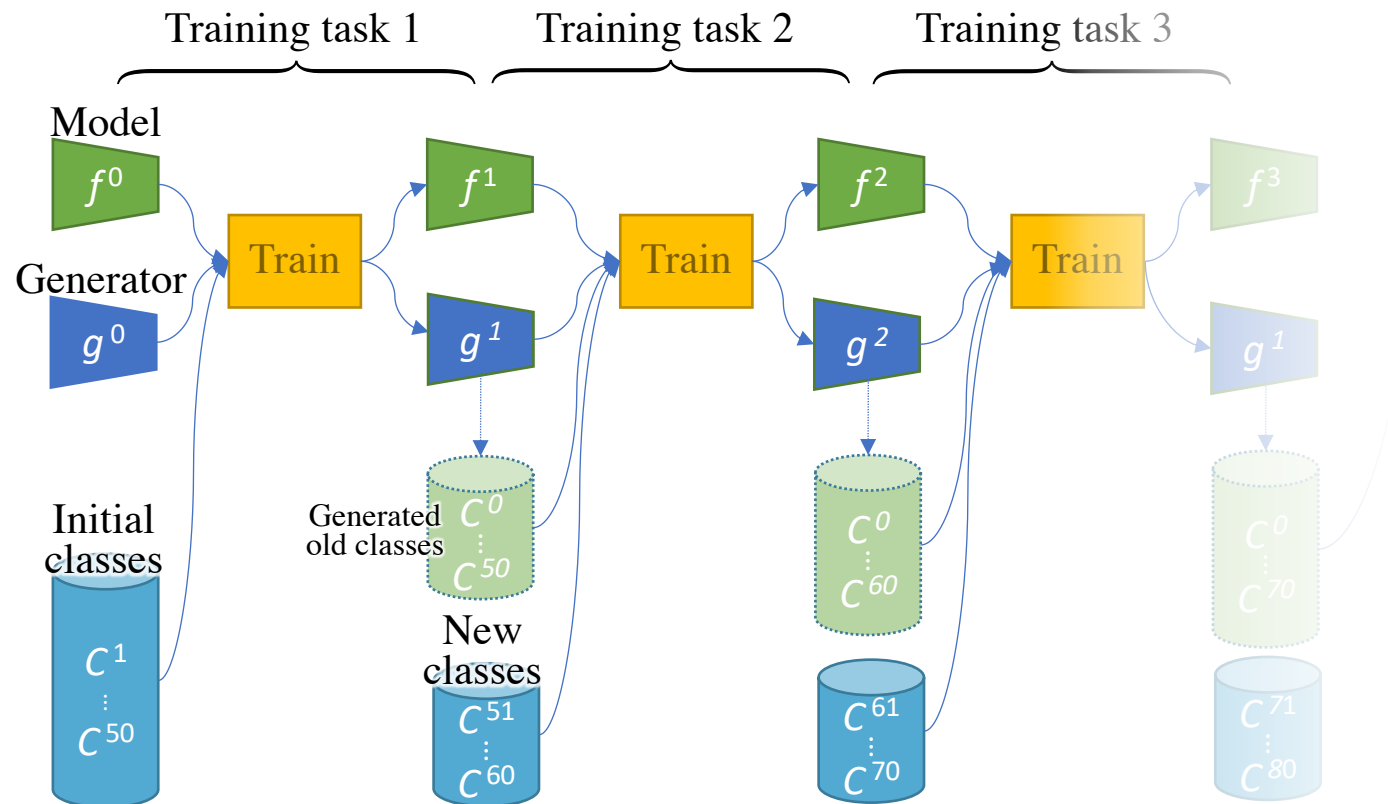 Training task 1
Training task 2
Training task 3
Model
f⁰
f¹
f²
f³
Train
Train
Train
Generator
g⁰
g¹
g²
g¹
Initial
classes
C¹
⋮
C⁵⁰
Generated
old classes
C⁰
⋮
C⁵⁰
New
classes
C⁵¹
⋮
C⁶⁰
C⁰
⋮
C⁶⁰
C⁶¹
⋮
C⁷⁰
C⁰
⋮
C⁷⁰
C⁷¹
⋮
C⁸⁰